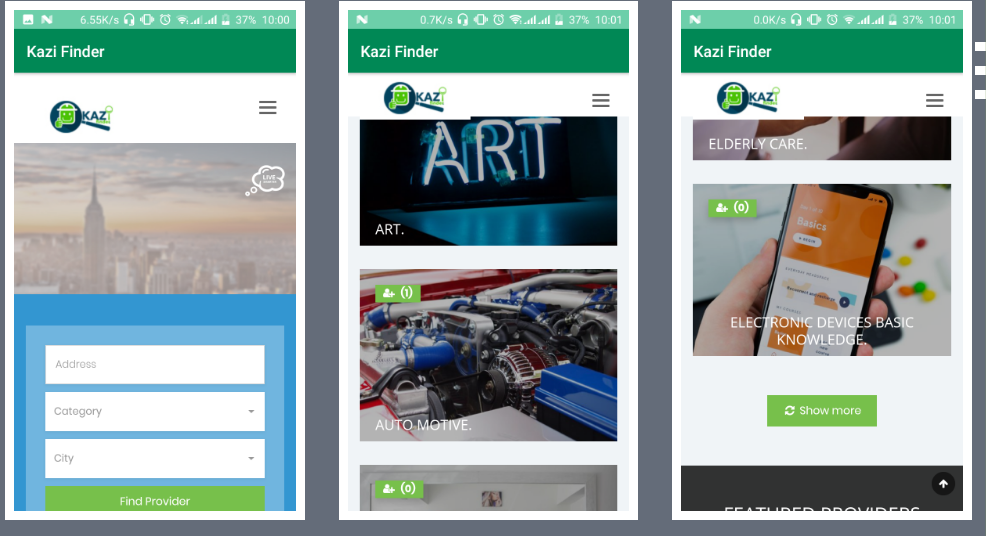 6.55K/s 37% 10:00
Kazi Finder
KAZI
LIVE
Address
Category
City
Find Provider
0.7K/s 37% 10:01
Kazi Finder
KAZI
ART
ART.
(1)
AUTO-MOTIVE.
(0)
0.0K/s 37% 10:01
Kazi Finder
KAZI
ELDERLY CARE.
(0)
Basics
ELECTRONIC DEVICES BASIC
KNOWLEDGE.
Show more
FEATURED PROVIDERS